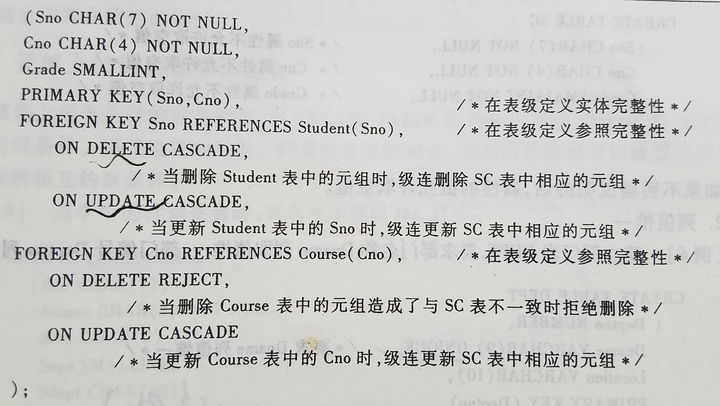 (Sno CHAR(7) NOT NULL,
Cno CHAR(4) NOT NULL,
Grade SMALLINT,
PRIMARY KEY(Sno,Cno), /*在表级定义实体完整性*/
FOREIGN KEY Sno REFERENCES Student(Sno), /*在表级定义参照完整性*/
ON DELETE CASCADE,
/*当删除 Student 表中的元组时,级连删除 SC 表中相应的元组*/
ON UPDATE CASCADE,
/*当更新 Student 表中的 Sno 时,级连更新 SC 表中相应的元组*/
FOREIGN KEY Cno REFERENCES Course(Cno), /*在表级定义参照完整性*/
ON DELETE REJECT,
/*当删除 Course 表中的元组造成了与 SC 表不一致时拒绝删除*/
ON UPDATE CASCADE
/*当更新 Course 表中的 Cno 时,级连更新 SC 表中相应的元组*/
);